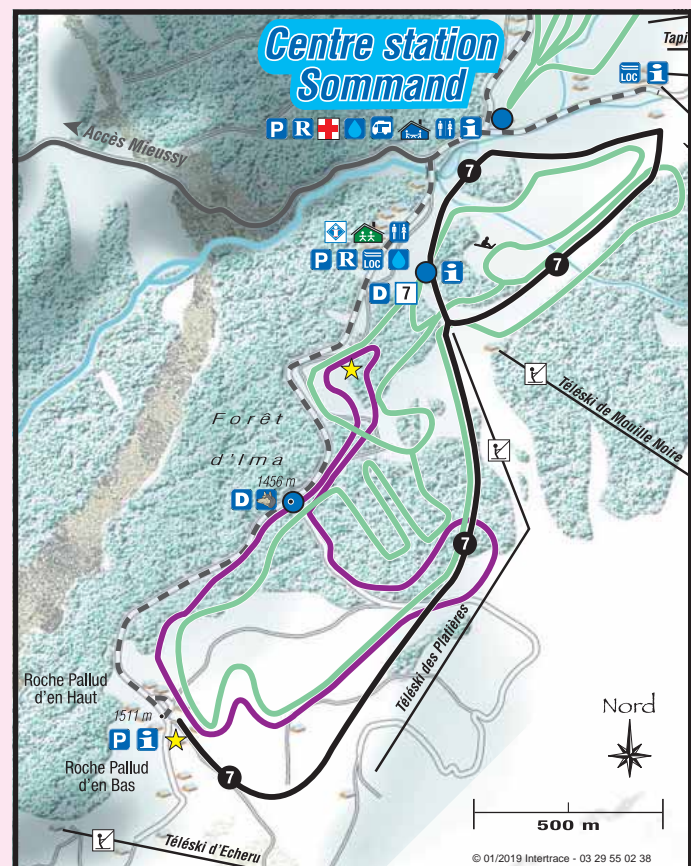 Centre station
Sommand
Tapi
LOC i
Accès Mieussy
P R i
7
P R LOC
i
D 7
7
Téléski de Mouille Noire
Forêt
d'Ima
1456 m
D
7
Téléski des Platières
Roche Pallud
d'en Haut
1511 m
P i
Roche Pallud
d'en Bas
7
Nord
500 m
Téléski d'Echeru
© 01/2019 Intertrace - 03 29 55 02 38